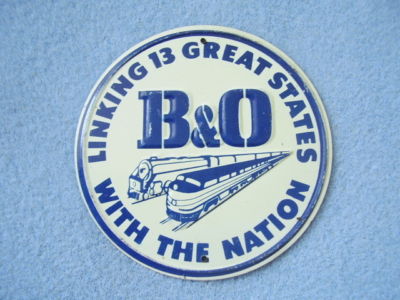 LINKING 13 GREAT STATES
B&O
WITH THE NATION